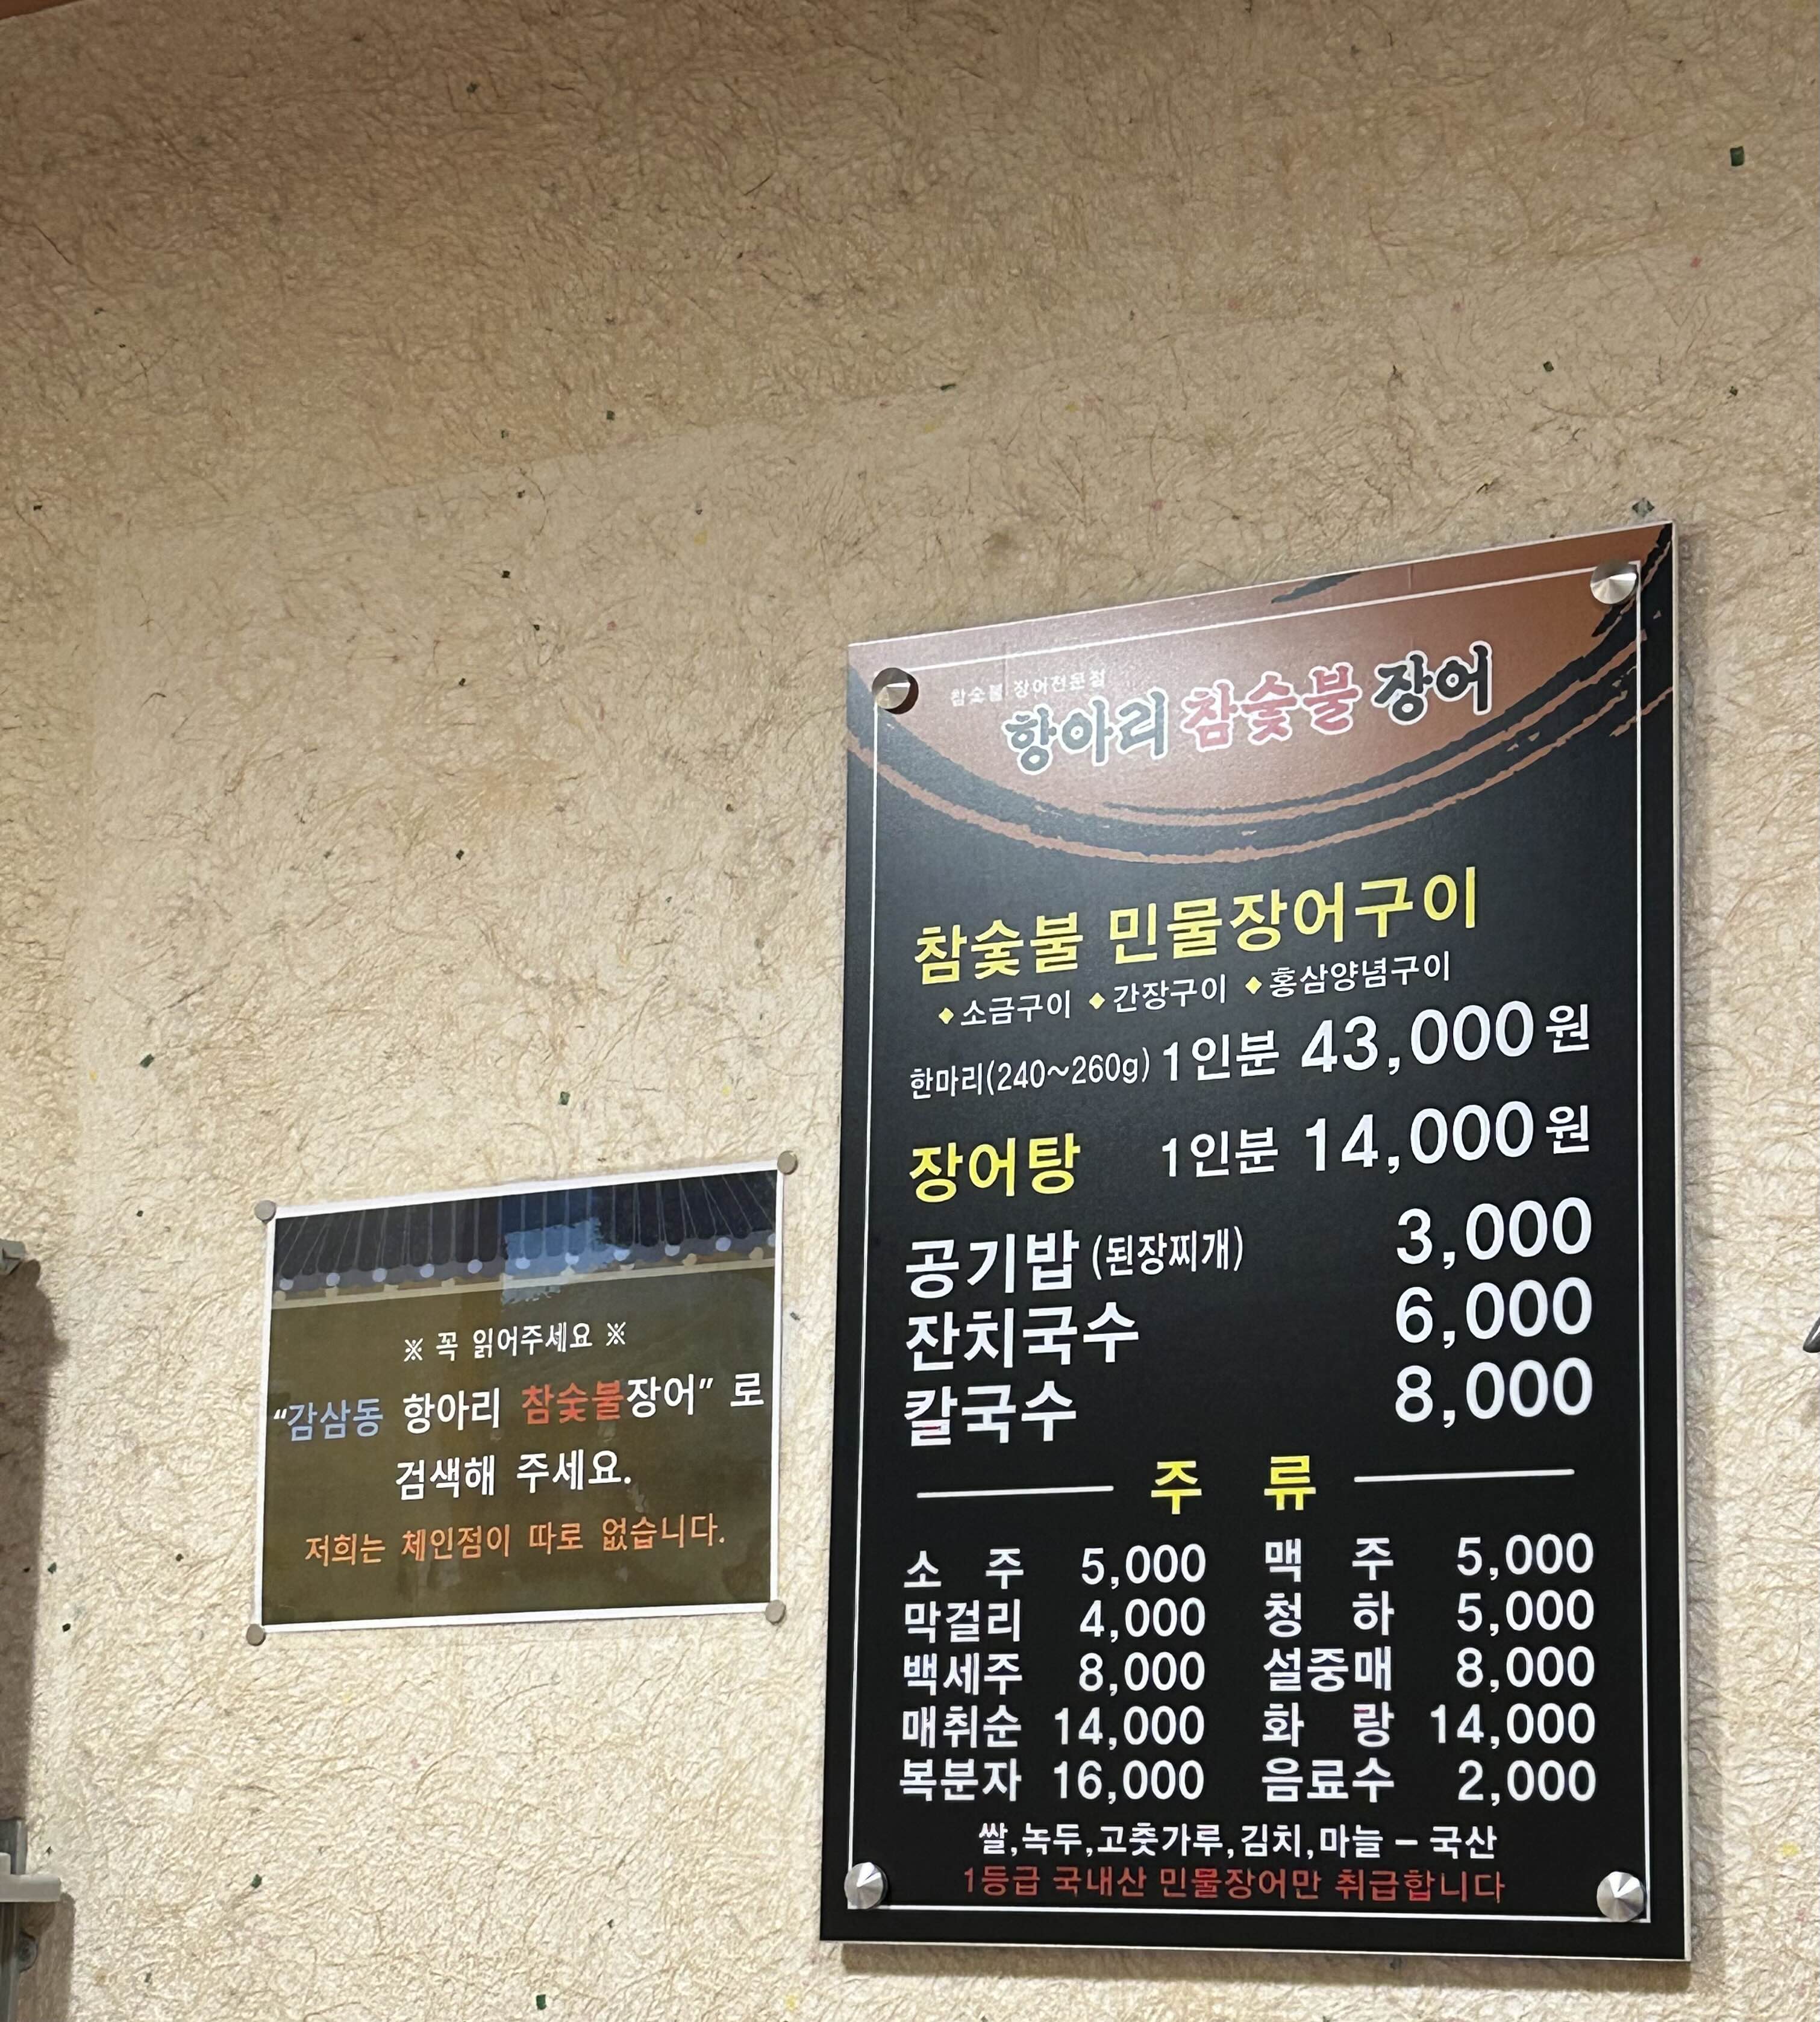 ※ 꼭 읽어주세요 ※
“감삼동 항아리 참숯불장어” 로
검색해 주세요.
저희는 체인점이 따로 없습니다.
참숯불 장어전문점
항아리 참숯불 장어
참숯불 민물장어구이
◆소금구이 ◆간장구이 ◆홍삼양념구이
한마리(240~260g) 1인분 43,000원
장어탕 1인분 14,000원
공기밥 (된장찌개) 3,000
잔치국수 6,000
칼국수 8,000
주 류
소 주 5,000 맥 주 5,000
막걸리 4,000 청 하 5,000
백세주 8,000 설중매 8,000
매취순 14,000 화 랑 14,000
복분자 16,000 음료수 2,000
쌀,녹두,고춧가루,김치,마늘 – 국산
1등급 국내산 민물장어만 취급합니다